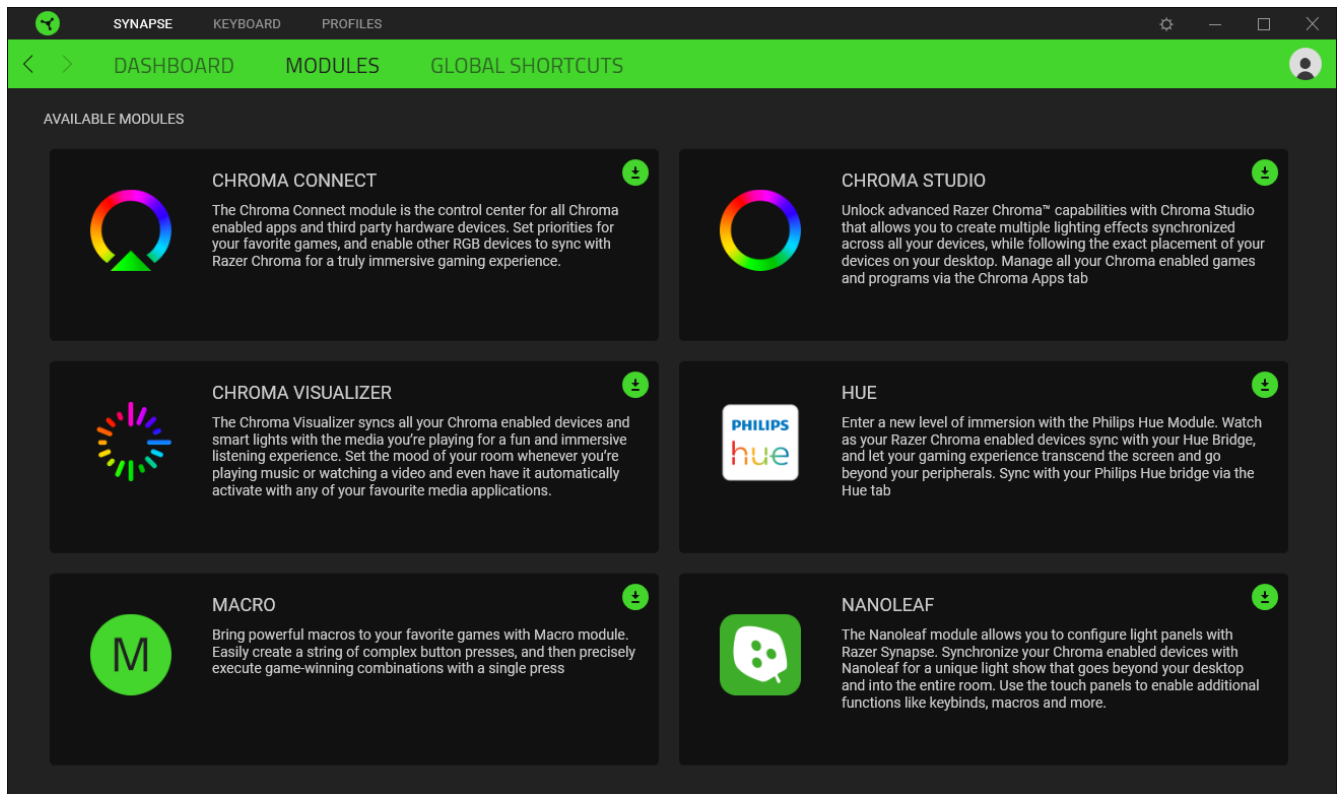 SYNAPSE KEYBOARD PROFILES
DASHBOARD MODULES GLOBAL SHORTCUTS
AVAILABLE MODULES
CHROMA CONNECT
The Chroma Connect module is the control center for all Chroma
enabled apps and third party hardware devices. Set priorities for
your favorite games, and enable other RGB devices to sync with
Razer Chroma for a truly immersive gaming experience.
CHROMA STUDIO
Unlock advanced Razer Chroma™ capabilities with Chroma Studio
that allows you to create multiple lighting effects synchronized
across all your devices, while following the exact placement of your
devices on your desktop. Manage all your Chroma enabled games
and programs via the Chroma Apps tab
CHROMA VISUALIZER
The Chroma Visualizer syncs all your Chroma enabled devices and
smart lights with the media you’re playing for a fun and immersive
listening experience. Set the mood of your room whenever you’re
playing music or watching a video and even have it automatically
activate with any of your favourite media applications.
PHILIPS
hue
HUE
Enter a new level of immersion with the Philips Hue Module. Watch
as your Razer Chroma enabled devices sync with your Hue Bridge,
and let your gaming experience transcend the screen and go
beyond your peripherals. Sync with your Philips Hue bridge via the
Hue tab
M
MACRO
Bring powerful macros to your favorite games with Macro module.
Easily create a string of complex button presses, and then precisely
execute game-winning combinations with a single press
NANOLEAF
The Nanoleaf module allows you to configure light panels with
Razer Synapse. Synchronize your Chroma enabled devices with
Nanoleaf for a unique light show that goes beyond your desktop
and into the entire room. Use the touch panels to enable additional
functions like keybinds, macros and more.